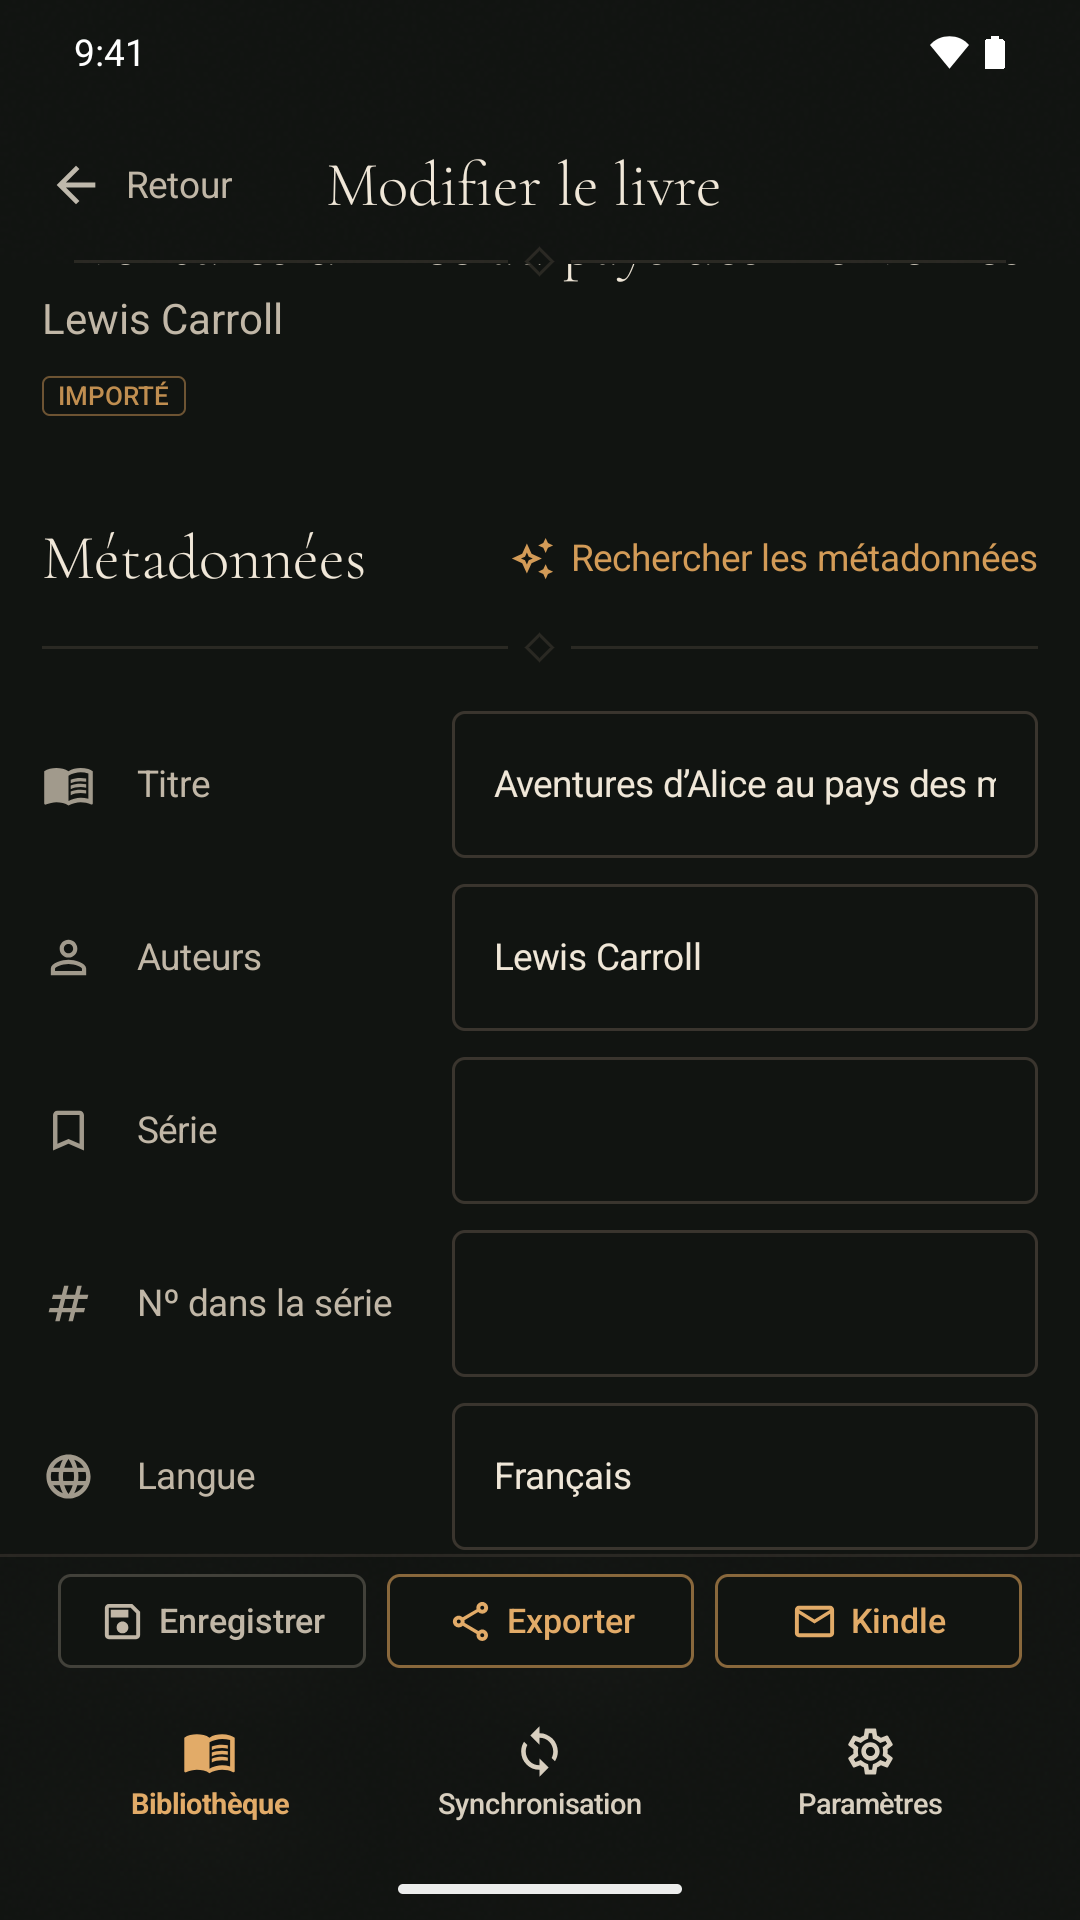 9:41
Retour
Modifier le livre
Lewis Carroll
IMPORTÉ
Métadonnées
Rechercher les métadonnées
Titre
Aventures d’Alice au pays des
Auteurs
Lewis Carroll
Série
Nº dans la série
Langue
Français
Enregistrer
Exporter
Kindle
Bibliothèque
Synchronisation
Paramètres